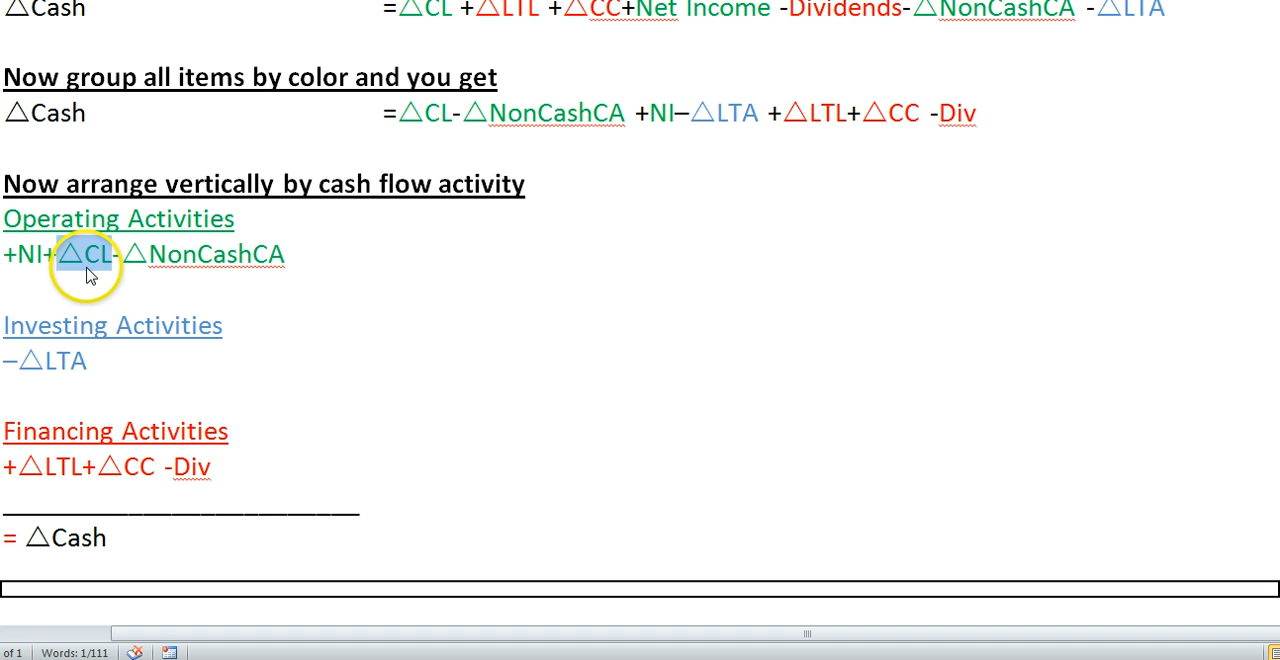 △Cash =△CL +△LTL +△CC+Net Income -Dividends-△NonCashCA -△LTA
Now group all items by color and you get
△Cash =△CL-△NonCashCA +NI–△LTA +△LTL+△CC -Div
Now arrange vertically by cash flow activity
Operating Activities
+NI+△CL-△NonCashCA
Investing Activities
–△LTA
Financing Activities
+△LTL+△CC -Div
= △Cash
of 1 Words: 1/111